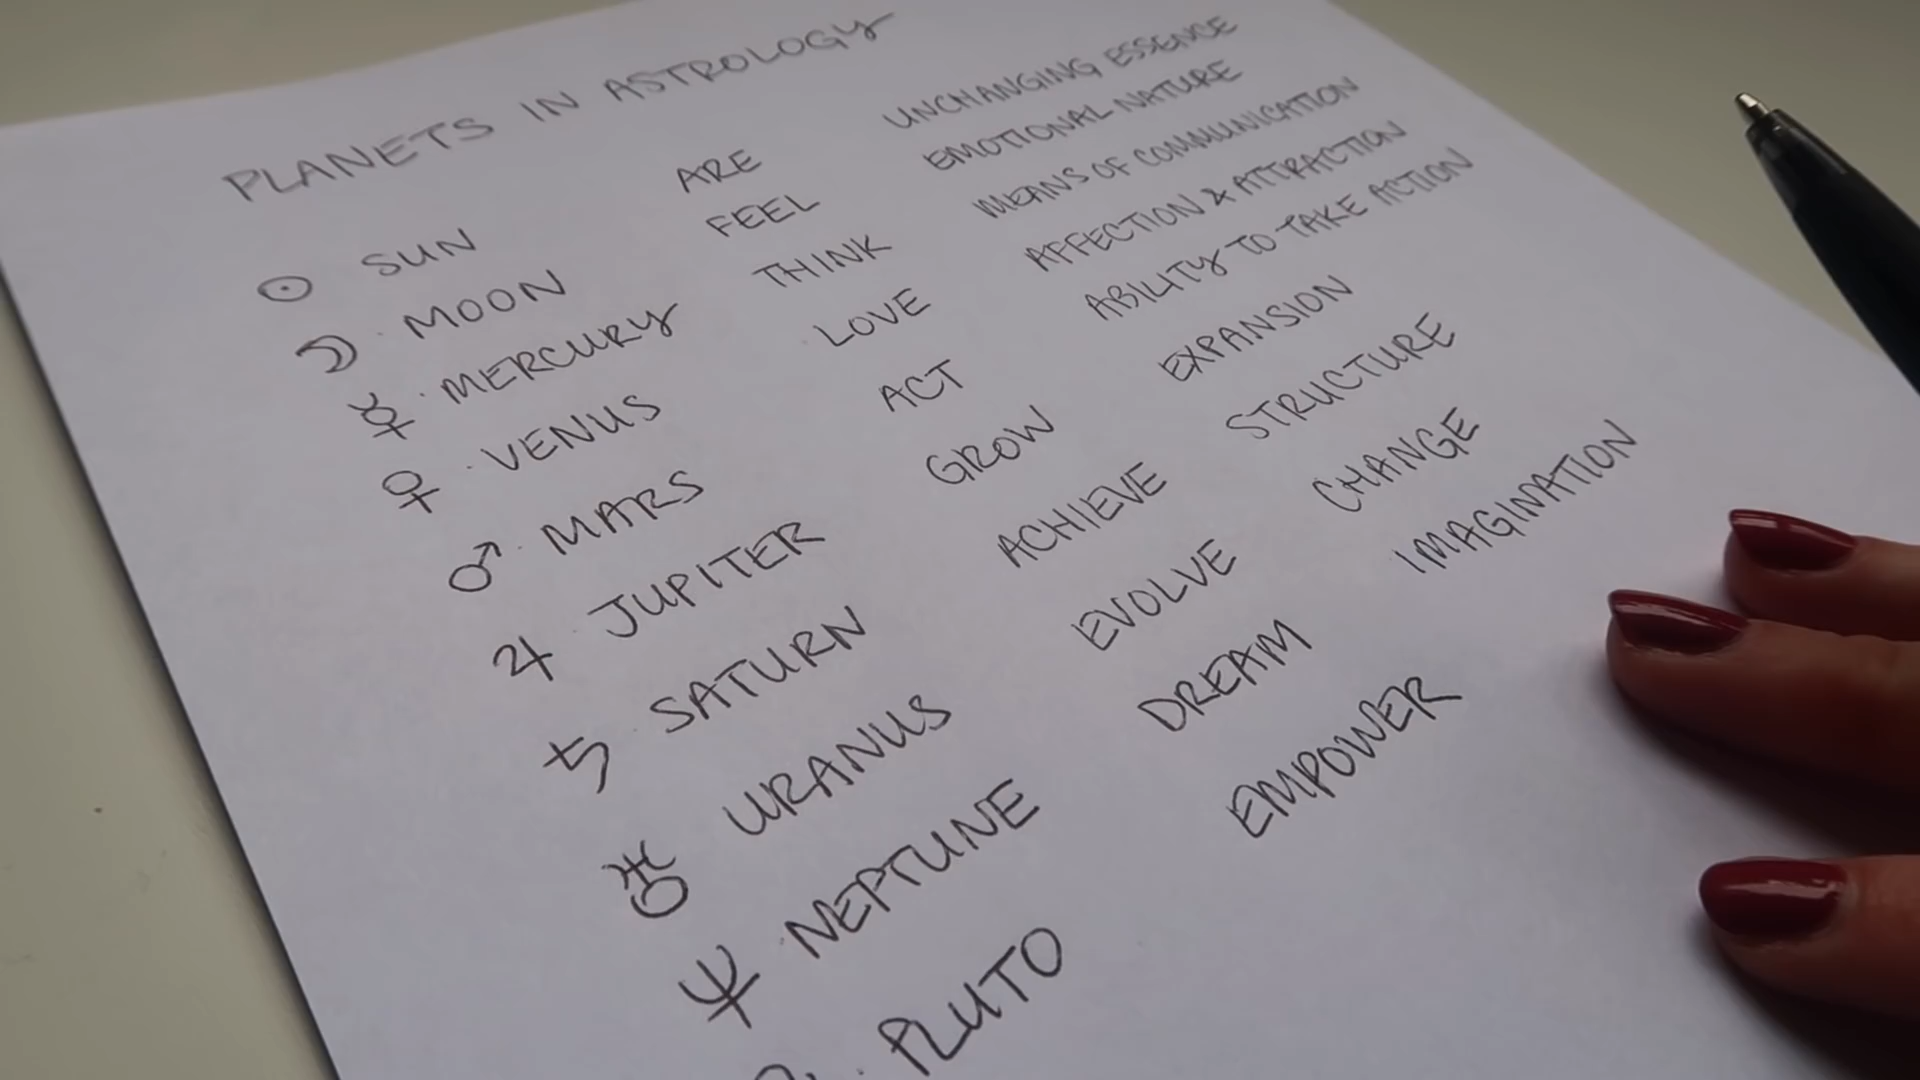 PLANETS IN ASTROLOGY
☉ SUN ARE UNCHANGING ESSENCE
☽ · MOON FEEL EMOTIONAL NATURE
☿ · MERCURY THINK MEANS OF COMMUNICATION
♀ · VENUS LOVE AFFECTION & ATTRACTION
♂ · MARS ACT ABILITY TO TAKE ACTION
♃ · JUPITER GROW EXPANSION
♄ · SATURN ACHIEVE STRUCTURE
♅ URANUS EVOLVE CHANGE
♆ · NEPTUNE DREAM IMAGINATION
· PLUTO EMPOWER